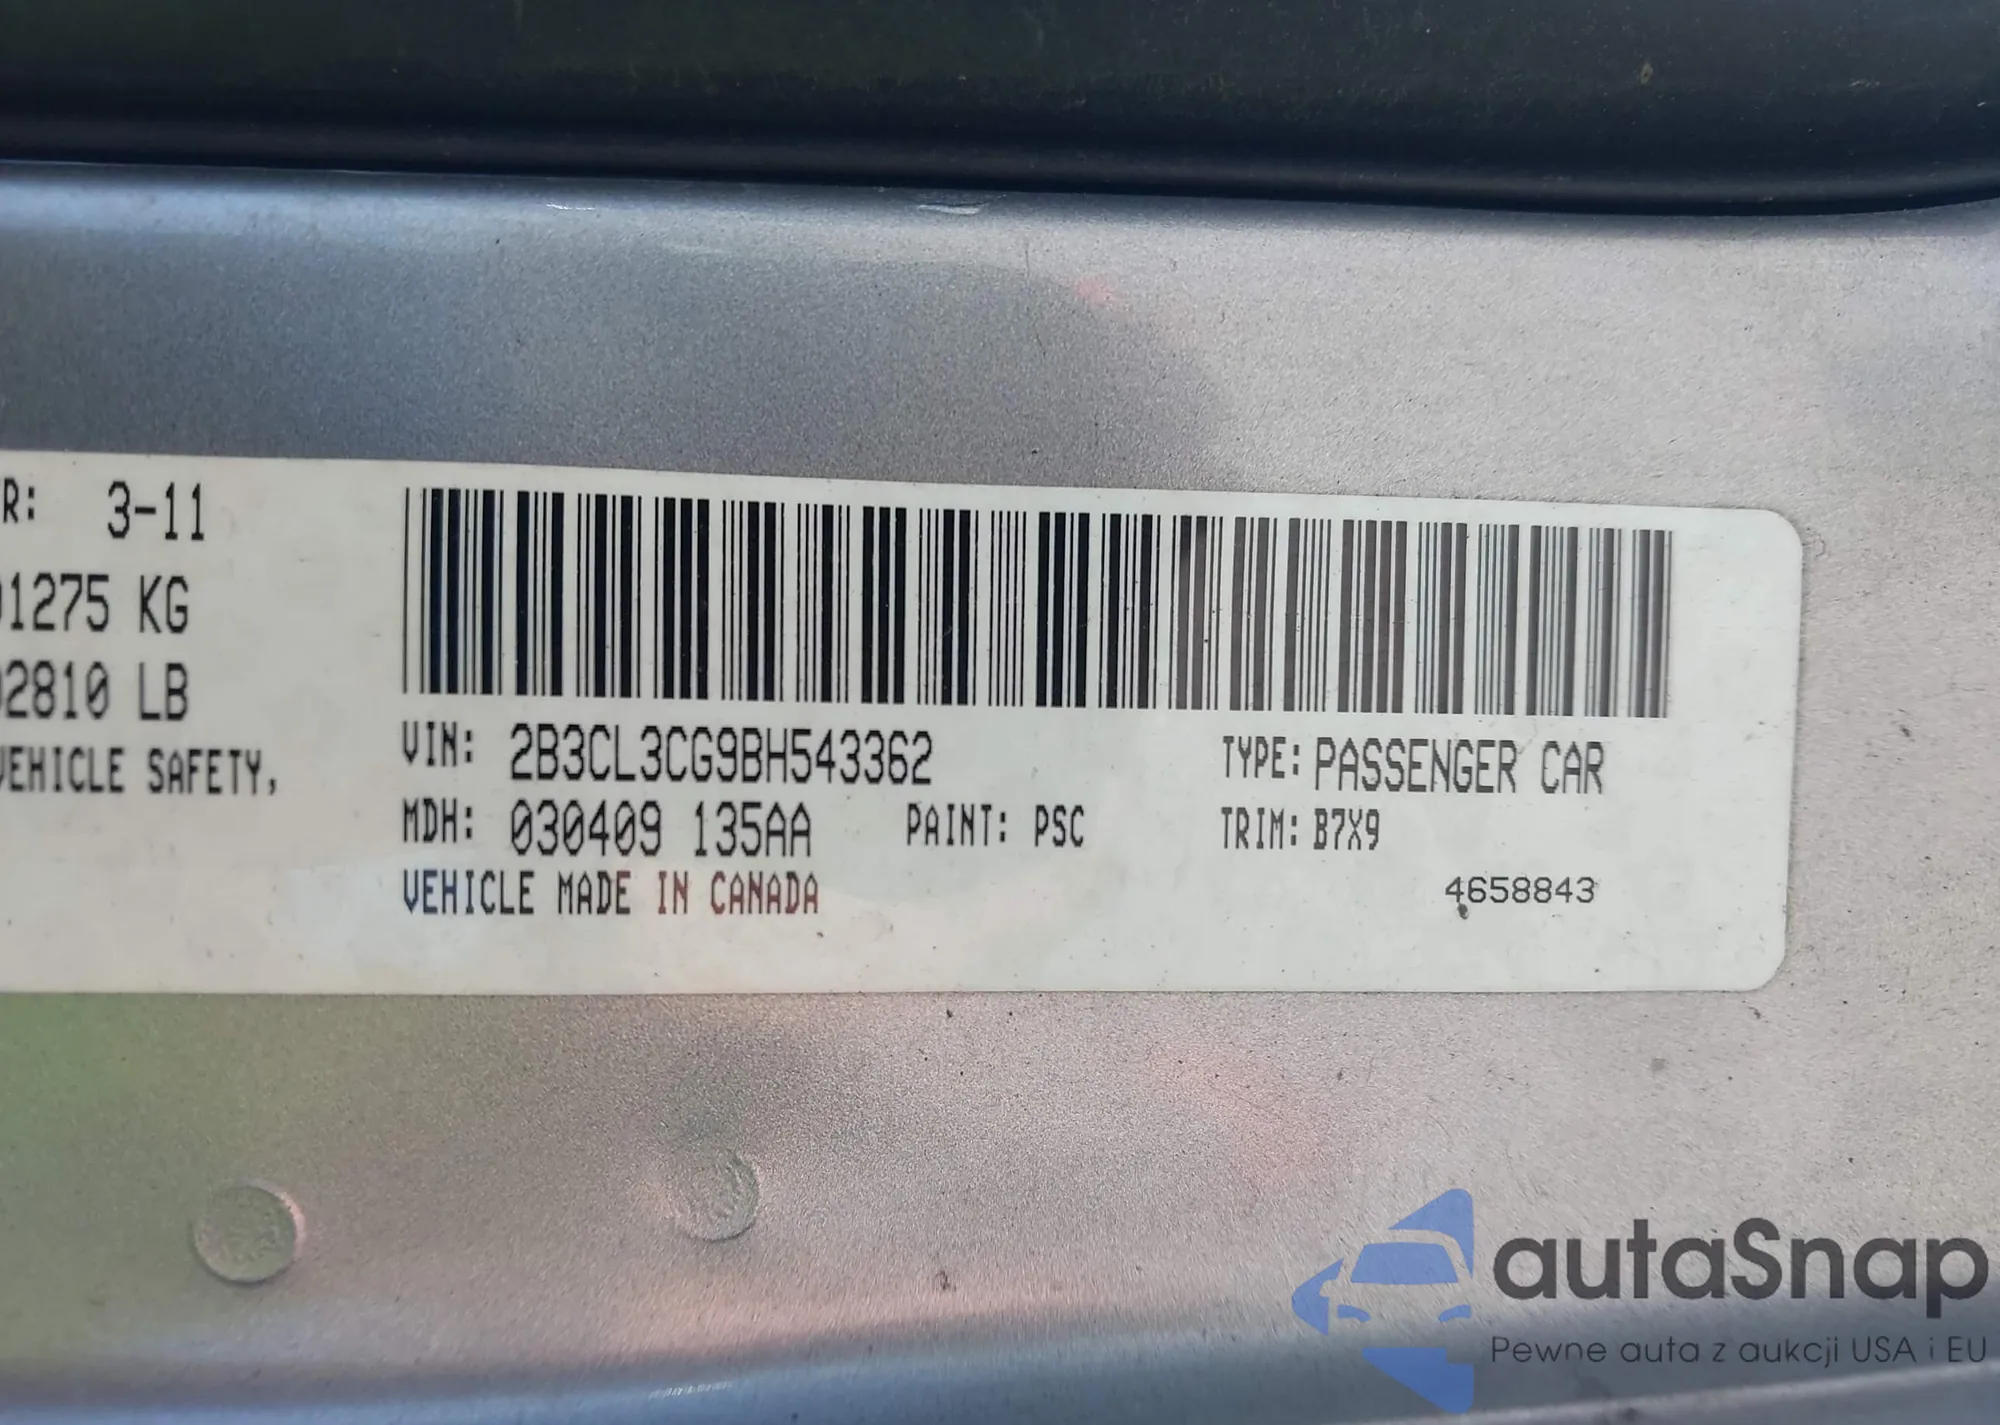 R: 3-11
01275 KG
02810 LB
VEHICLE SAFETY,
VIN: 2B3CL3CG9BH543362
TYPE: PASSENGER CAR
MDH: 030409 135AA
PAINT: PSC
TRIM: B7X9
VEHICLE MADE IN CANADA
4658843
autaSnap
Pewne auta z aukcji USA i EU